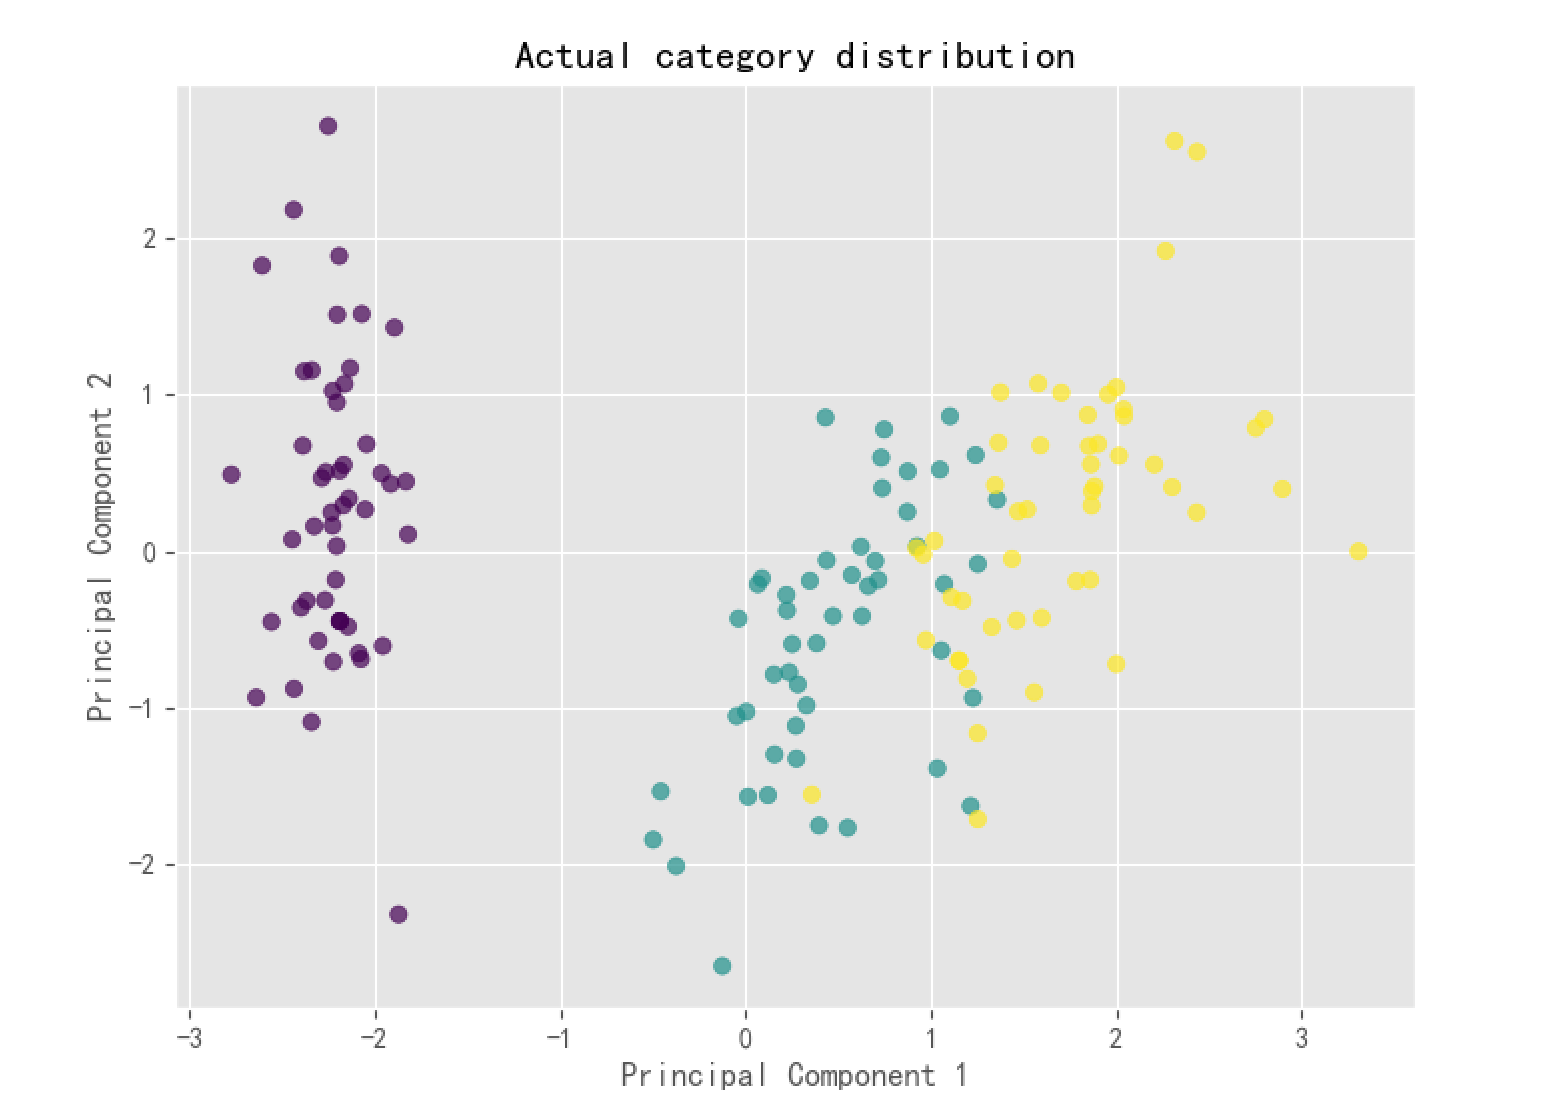 Actual category distribution
Principal Component 2
2
1
0
−1
−2
−3 −2 −1 0 1 2 3
Principal Component 1